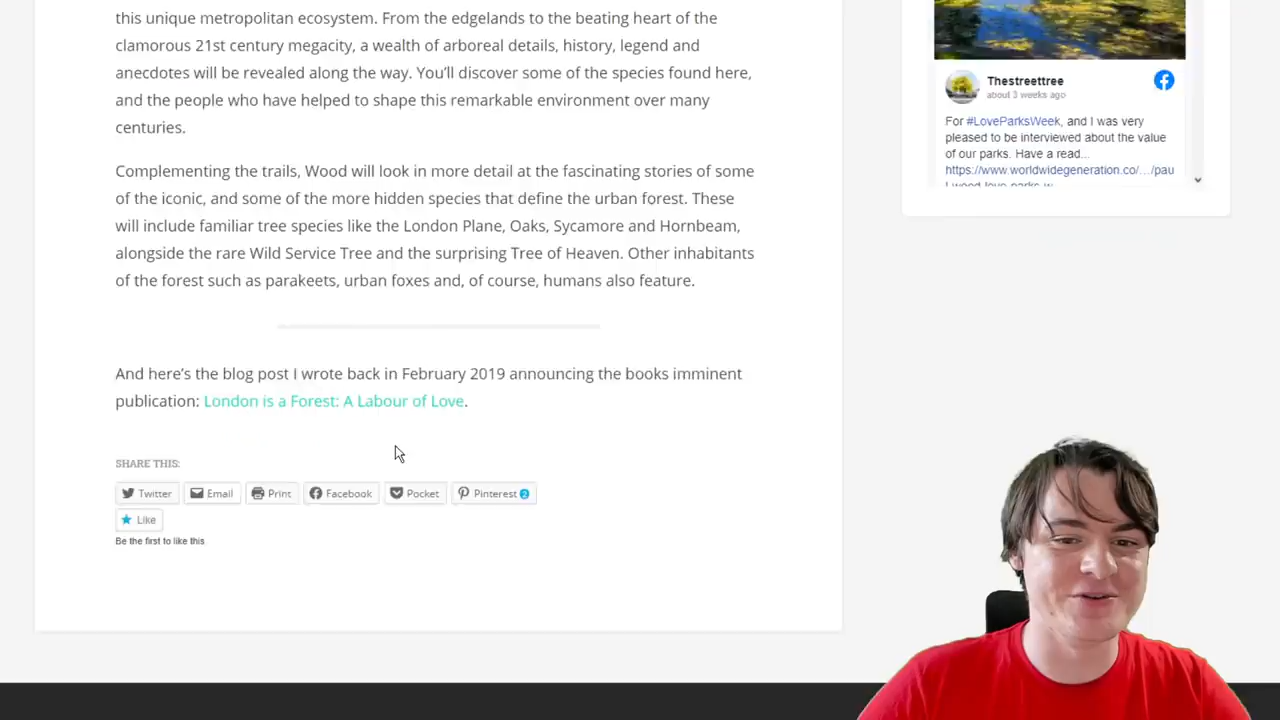 this unique metropolitan ecosystem. From the edgelands to the beating heart of the
clamorous 21st century megacity, a wealth of arboreal details, history, legend and
anecdotes will be revealed along the way. You'll discover some of the species found here,
and the people who have helped to shape this remarkable environment over many
centuries.
Complementing the trails, Wood will look in more detail at the fascinating stories of some
of the iconic, and some of the more hidden species that define the urban forest. These
will include familiar tree species like the London Plane, Oaks, Sycamore and Hornbeam,
alongside the rare Wild Service Tree and the surprising Tree of Heaven. Other inhabitants
of the forest such as parakeets, urban foxes and, of course, humans also feature.
And here's the blog post I wrote back in February 2019 announcing the books imminent
publication: London is a Forest: A Labour of Love.
SHARE THIS:
Twitter Email Print Facebook Pocket Pinterest 2
Like
Be the first to like this
Thestreettree
about 3 weeks ago
For #LoveParksWeek, and I was very
pleased to be interviewed about the value
of our parks. Have a read...
https://www.worldwidegeneration.co/…/pau
l-wood-love-parks-w